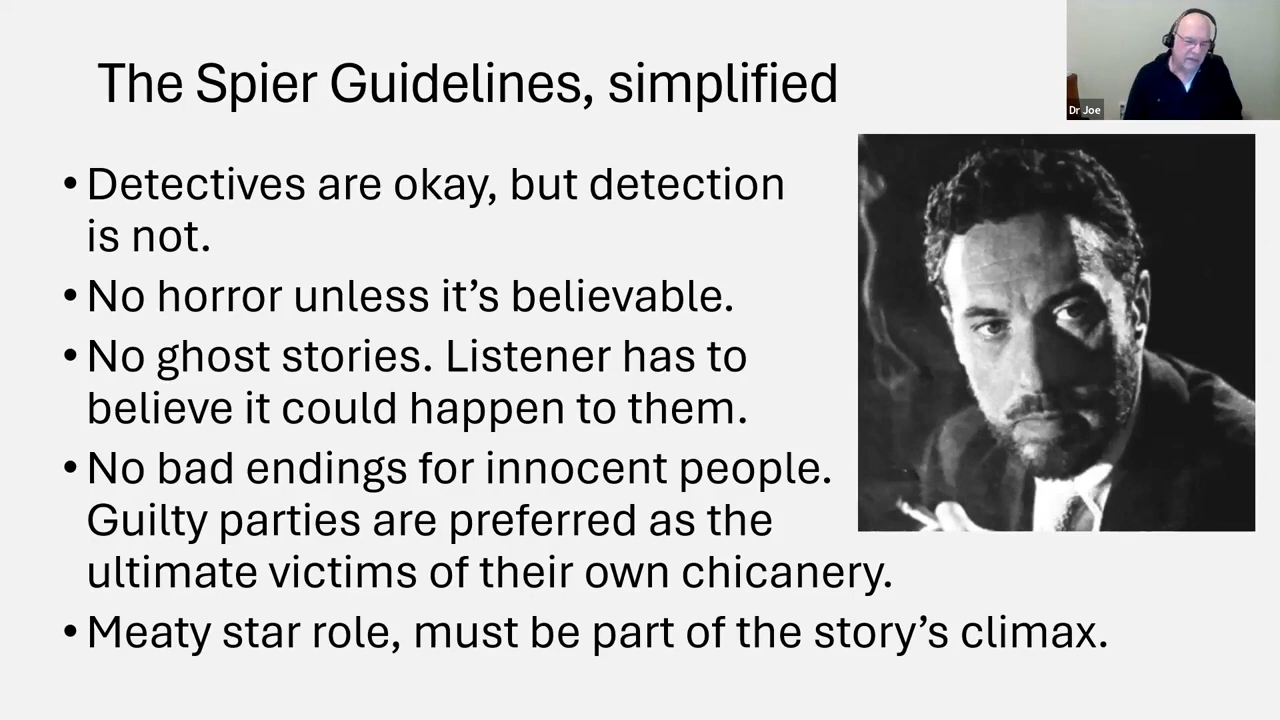 The Spier Guidelines, simplified
Dr Joe
• Detectives are okay, but detection
is not.
• No horror unless it’s believable.
• No ghost stories. Listener has to
believe it could happen to them.
• No bad endings for innocent people.
Guilty parties are preferred as the
ultimate victims of their own chicanery.
• Meaty star role, must be part of the story’s climax.